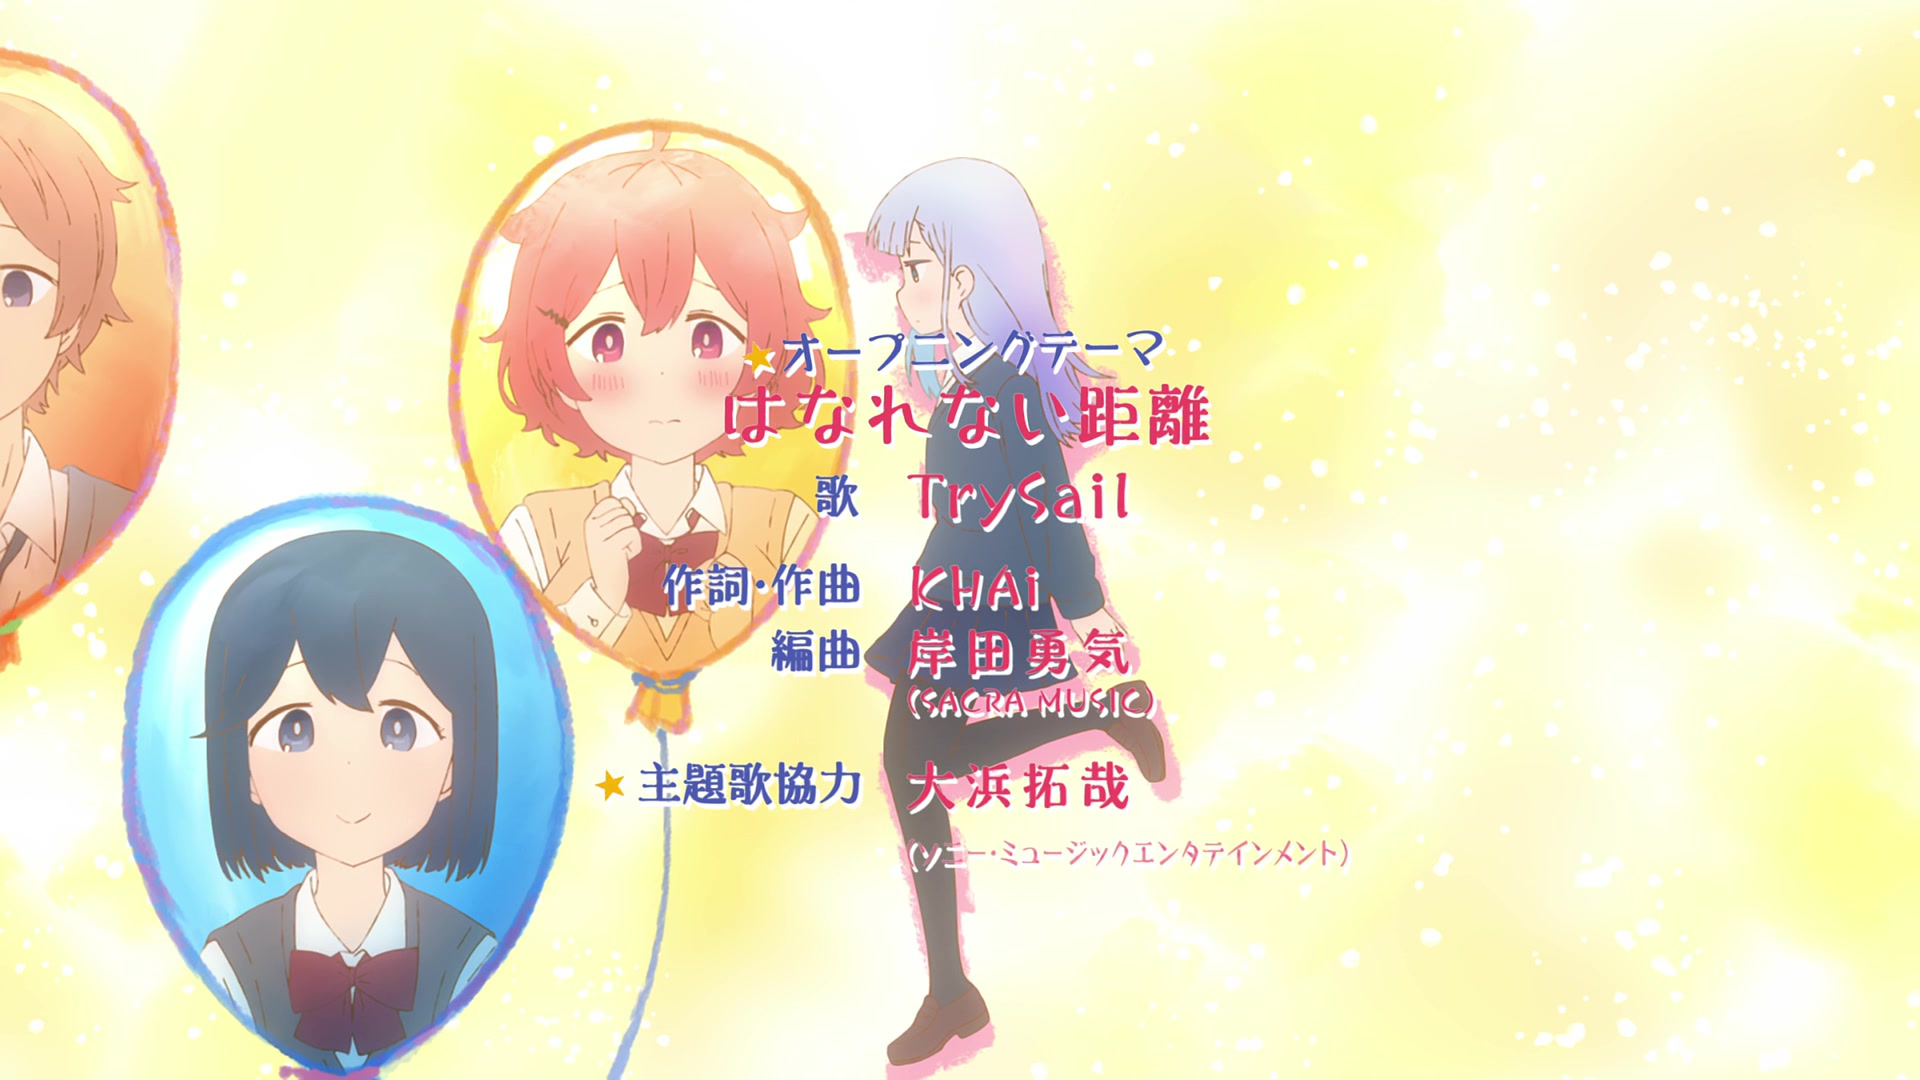 ★オープニングテーマ
はなれない距離
歌 TrySail
作詞・作曲 KHAi
編曲 岸田勇気
(SACRA MUSIC)
★主題歌協力 大浜拓哉
(ソニー・ミュージックエンタテインメント)